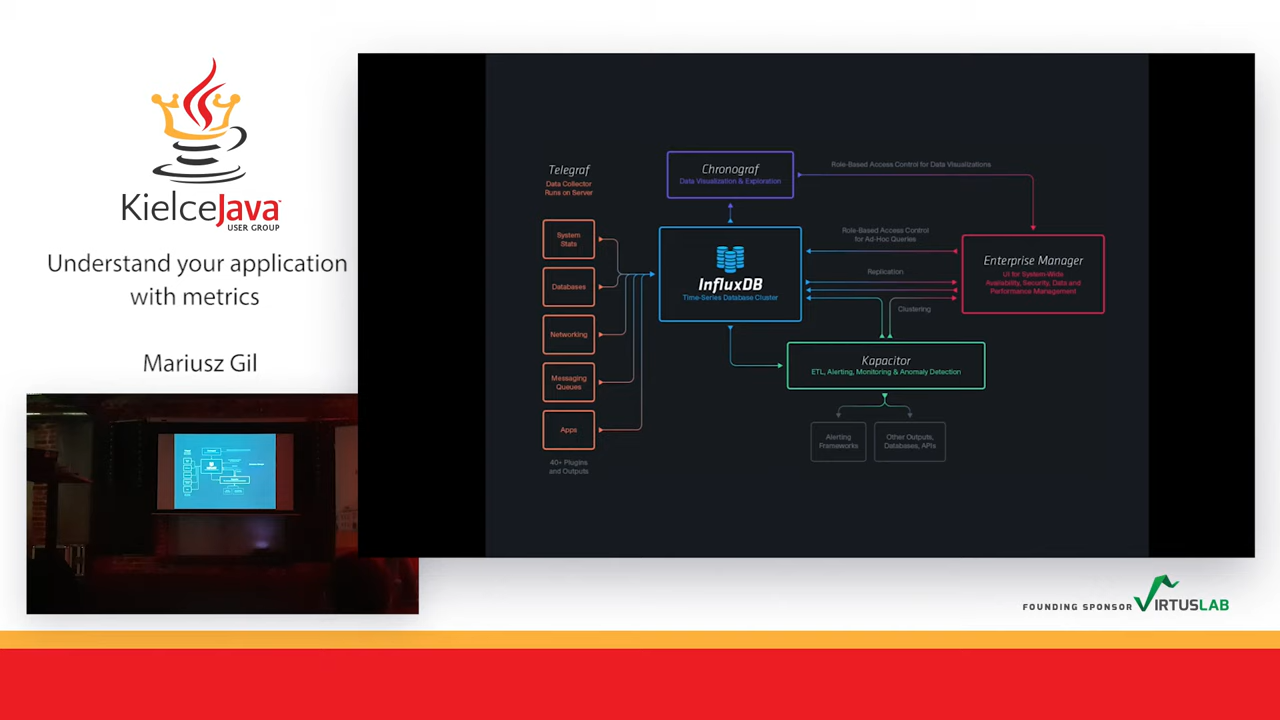 KielceJava
USER GROUP
Understand your application
with metrics
Mariusz Gil
Telegraf
Data Collector
Runs on Server
System
Stats
Databases
Networking
Messaging
Queues
Apps
40+ Plugins
and Outputs
Chronograf
Data Visualization & Exploration
InfluxDB
Time-Series Database Cluster
Role-Based Access Control for Data Visualizations
Role-Based Access Control
for Ad-Hoc Queries
Replication
Clustering
Enterprise Manager
UI for System-Wide
Availability, Security, Data and
Performance Management
Kapacitor
ETL, Alerting, Monitoring & Anomaly Detection
Alerting
Frameworks
Other Outputs,
Databases, APIs
FOUNDING SPONSOR VIRTUSLAB